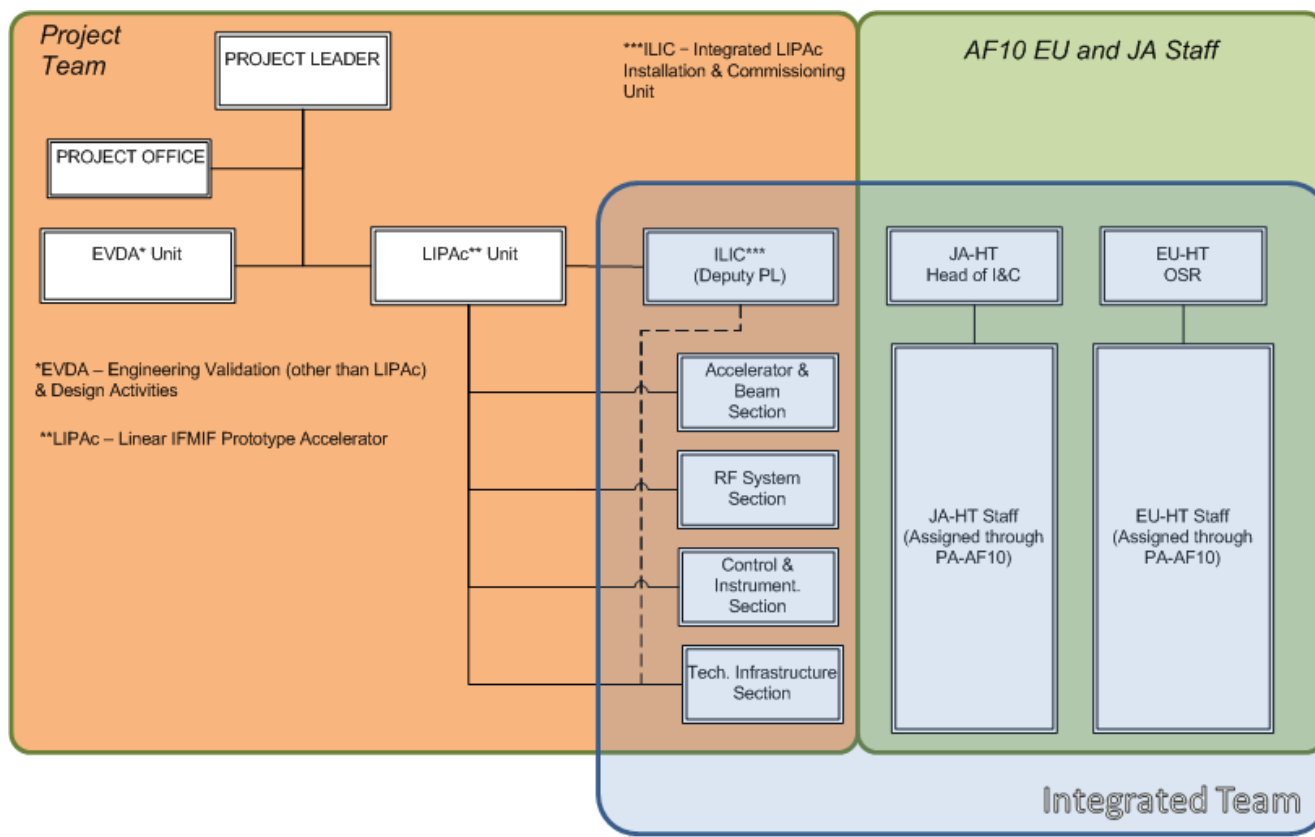 Project
Team
PROJECT LEADER
***ILIC – Integrated LIPAc
Installation & Commissioning
Unit
AF10 EU and JA Staff
PROJECT OFFICE
EVDA* Unit
LIPAc** Unit
ILIC***
(Deputy PL)
JA-HT
Head of I&C
EU-HT
OSR
*EVDA – Engineering Validation (other than LIPAc)
& Design Activities
**LIPAc – Linear IFMIF Prototype Accelerator
Accelerator &
Beam
Section
RF System
Section
Control &
Instrument.
Section
Tech. Infrastructure
Section
JA-HT Staff
(Assigned through
PA-AF10)
EU-HT Staff
(Assigned through
PA-AF10)
Integrated Team